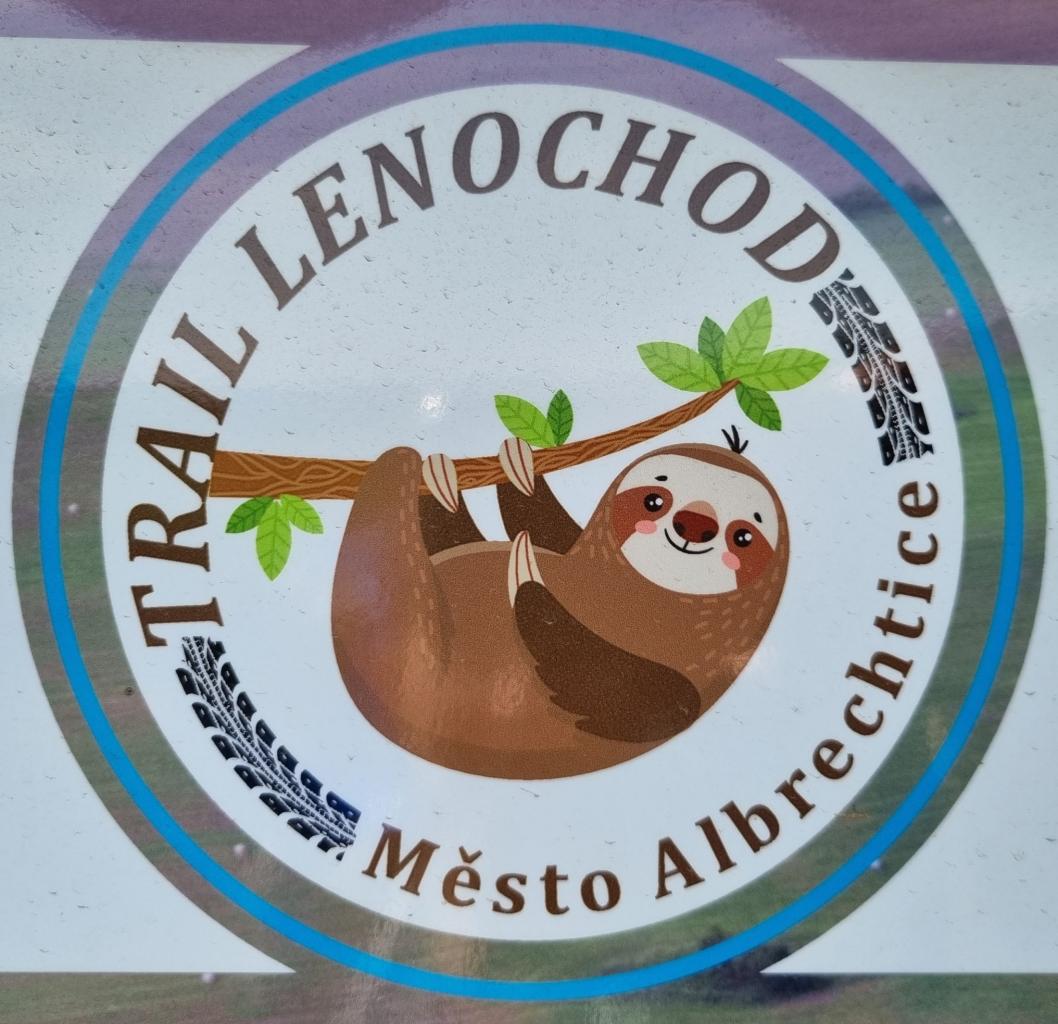 TRAIL LENOCHOD
Město Albrechtice